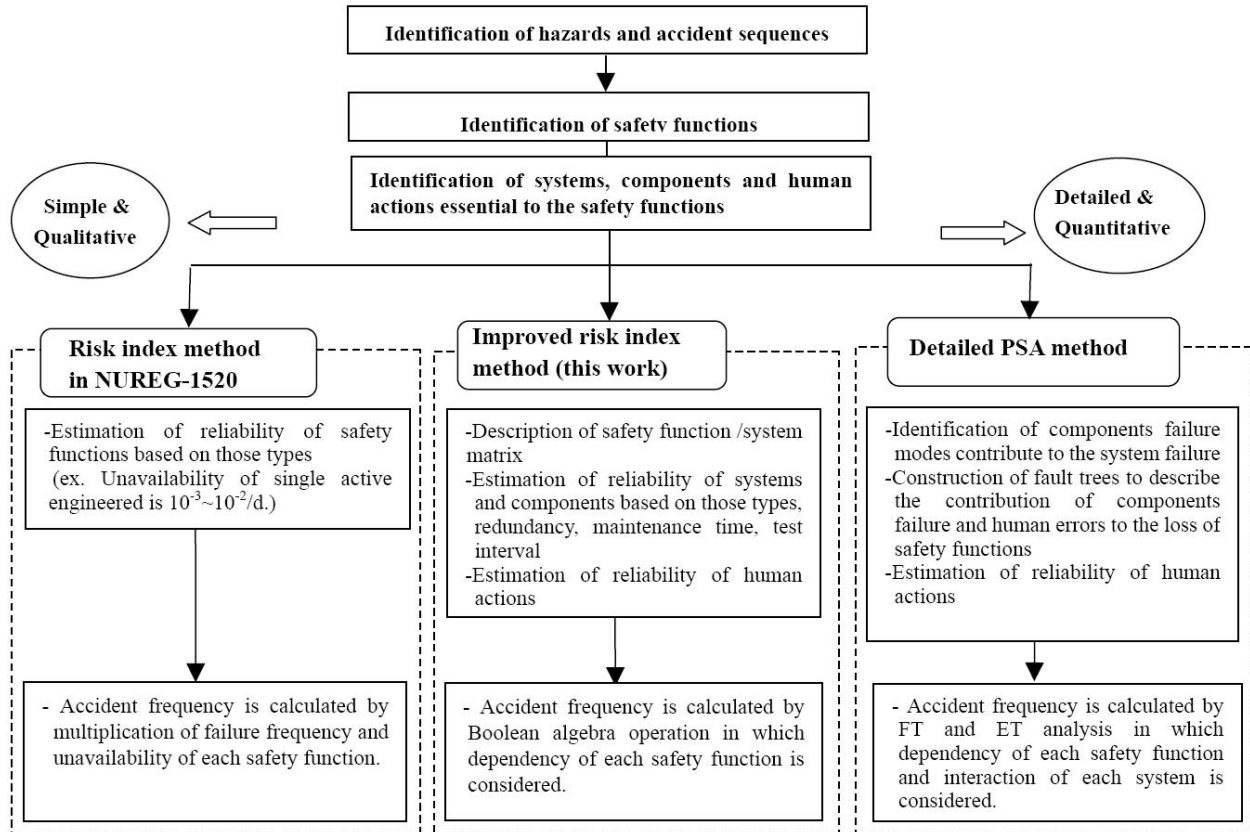 Identification of hazards and accident sequences
Identification of safety functions
Identification of systems, components and human
actions essential to the safety functions
Simple &
Qualitative
Detailed &
Quantitative
Risk index method
in NUREG-1520
-Estimation of reliability of safety
functions based on those types
(ex. Unavailability of single active
engineered is 10⁻³~10⁻²/d.)
- Accident frequency is calculated by
multiplication of failure frequency and
unavailability of each safety function.
Improved risk index
method (this work)
-Description of safety function /system
matrix
-Estimation of reliability of systems
and components based on those types,
redundancy, maintenance time, test
interval
-Estimation of reliability of human
actions
- Accident frequency is calculated by
Boolean algebra operation in which
dependency of each safety function is
considered.
Detailed PSA method
-Identification of components failure
modes contribute to the system failure
-Construction of fault trees to describe
the contribution of components
failure and human errors to the loss of
safety functions
-Estimation of reliability of human
actions
- Accident frequency is calculated by
FT and ET analysis in which
dependency of each safety function
and interaction of each system is
considered.